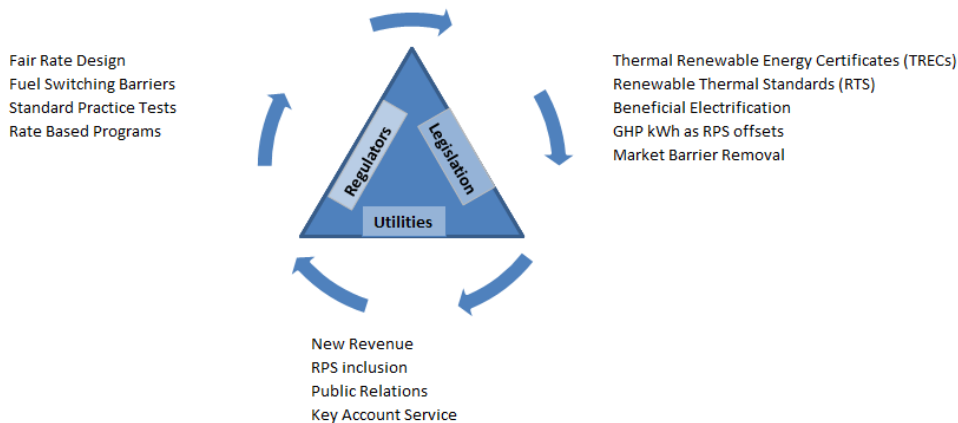 Fair Rate Design
Fuel Switching Barriers
Standard Practice Tests
Rate Based Programs
Thermal Renewable Energy Certificates (TRECs)
Renewable Thermal Standards (RTS)
Beneficial Electrification
GHP kWh as RPS offsets
Market Barrier Removal
Regulators
Legislation
Utilities
New Revenue
RPS inclusion
Public Relations
Key Account Service